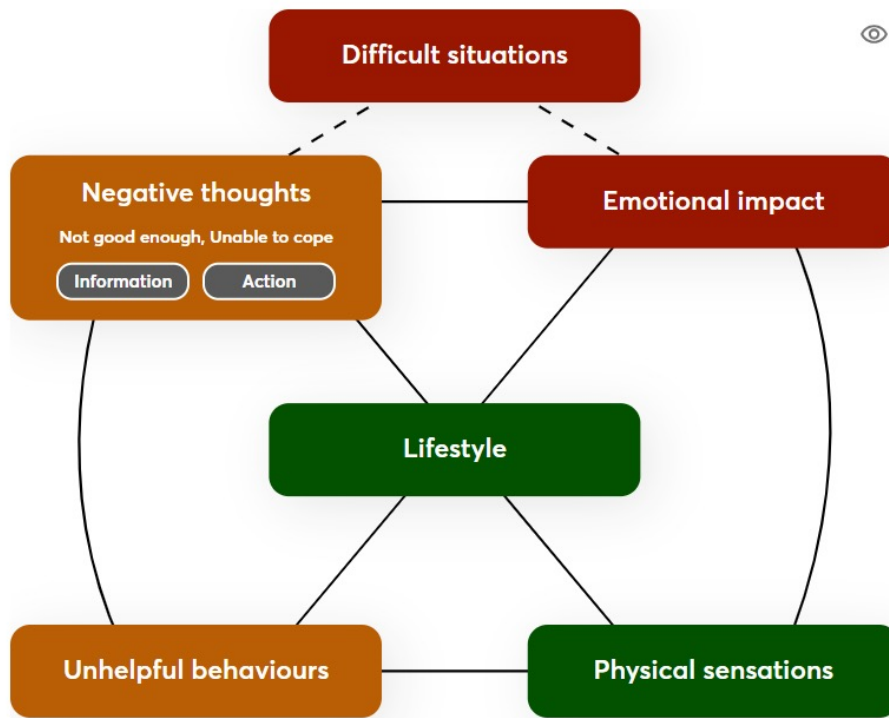 Difficult situations
Negative thoughts
Not good enough, Unable to cope
Information
Action
Emotional impact
Lifestyle
Unhelpful behaviours
Physical sensations